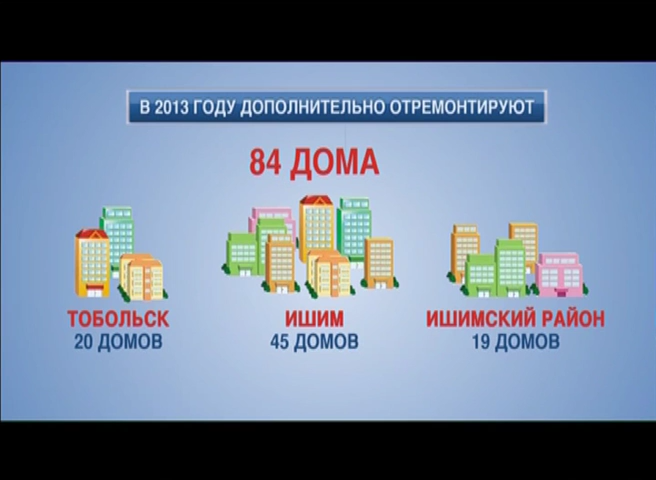 В 2013 ГОДУ ДОПОЛНИТЕЛЬНО ОТРЕМОНТИРУЮТ
84 ДОМА
ТОБОЛЬСК
20 ДОМОВ
ИШИМ
45 ДОМОВ
ИШИМСКИЙ РАЙОН
19 ДОМОВ